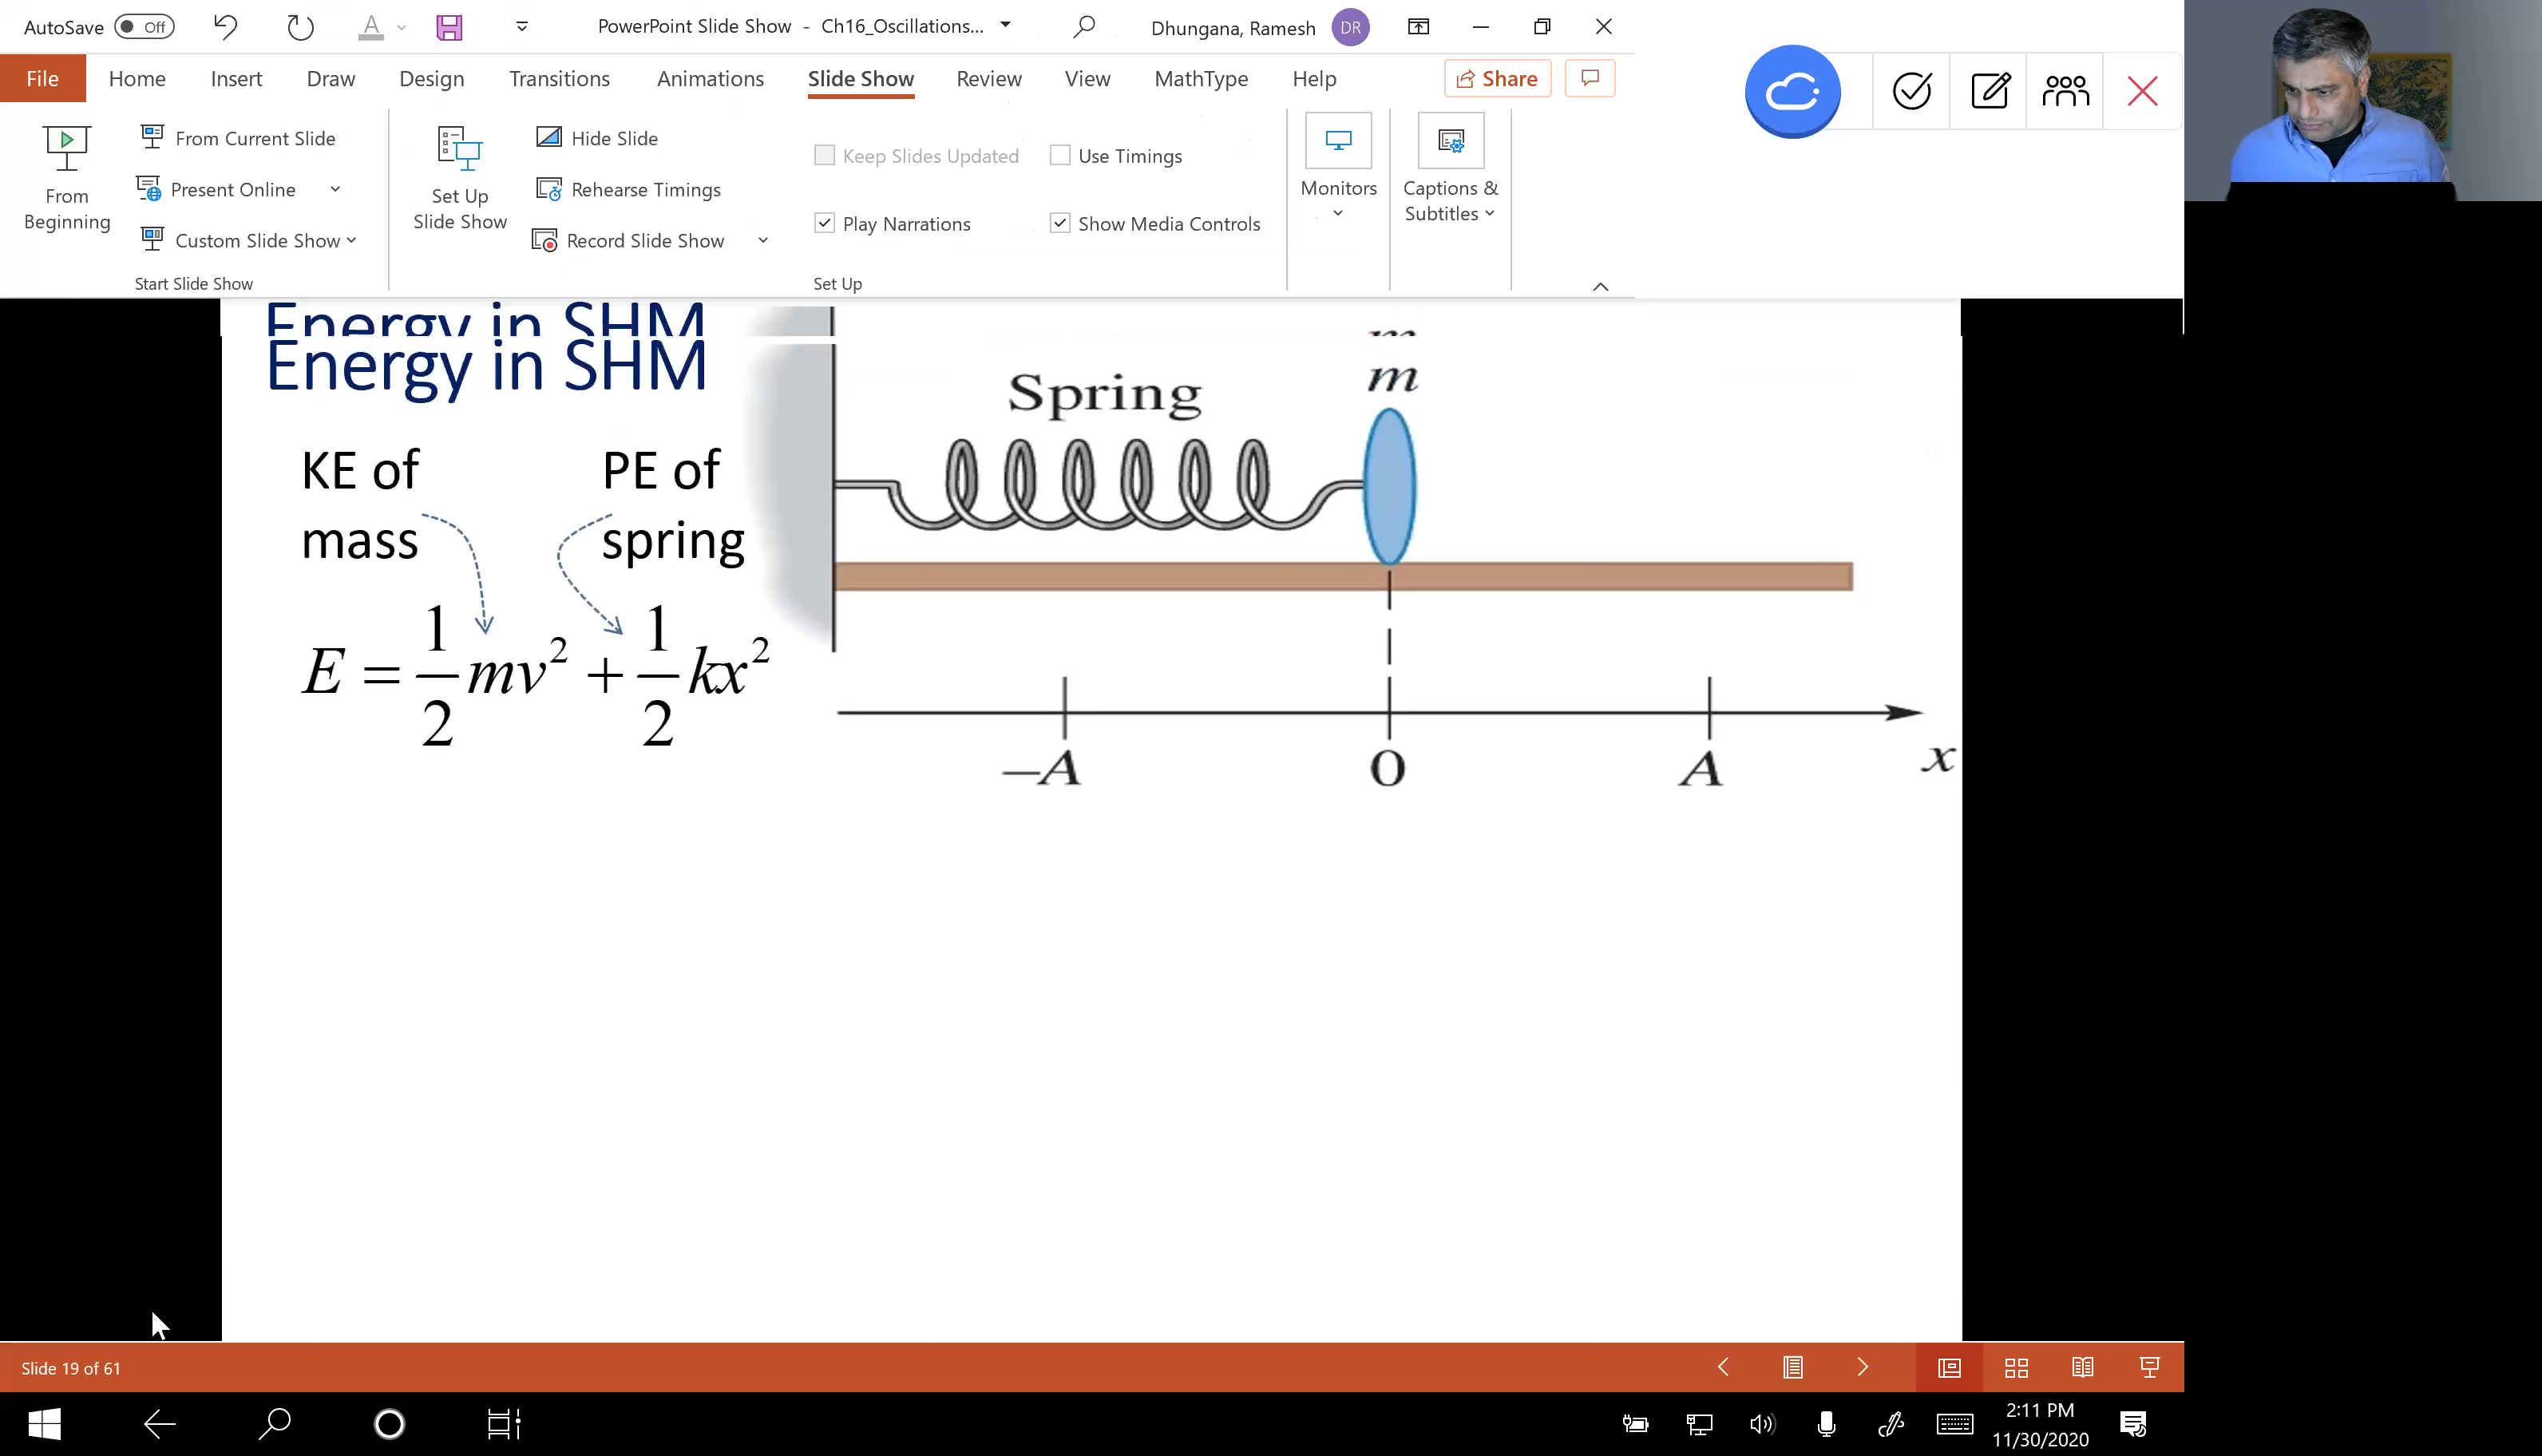 AutoSave Off PowerPoint Slide Show - Ch16_Oscillations... Dhungana, Ramesh DR
File Home Insert Draw Design Transitions Animations Slide Show Review View MathType Help Share
From Beginning
From Current Slide
Present Online
Custom Slide Show
Start Slide Show
Set Up
Slide Show
Hide Slide
Rehearse Timings
Record Slide Show
Keep Slides Updated Use Timings
Play Narrations Show Media Controls
Set Up
Monitors
Captions &
Subtitles
Energy in SHM
Energy in SHM
m
m
Spring
KE of
mass
PE of
spring
E = 1/2 mv² + 1/2 kx²
–A 0 A x
Slide 19 of 61
2:11 PM
11/30/2020